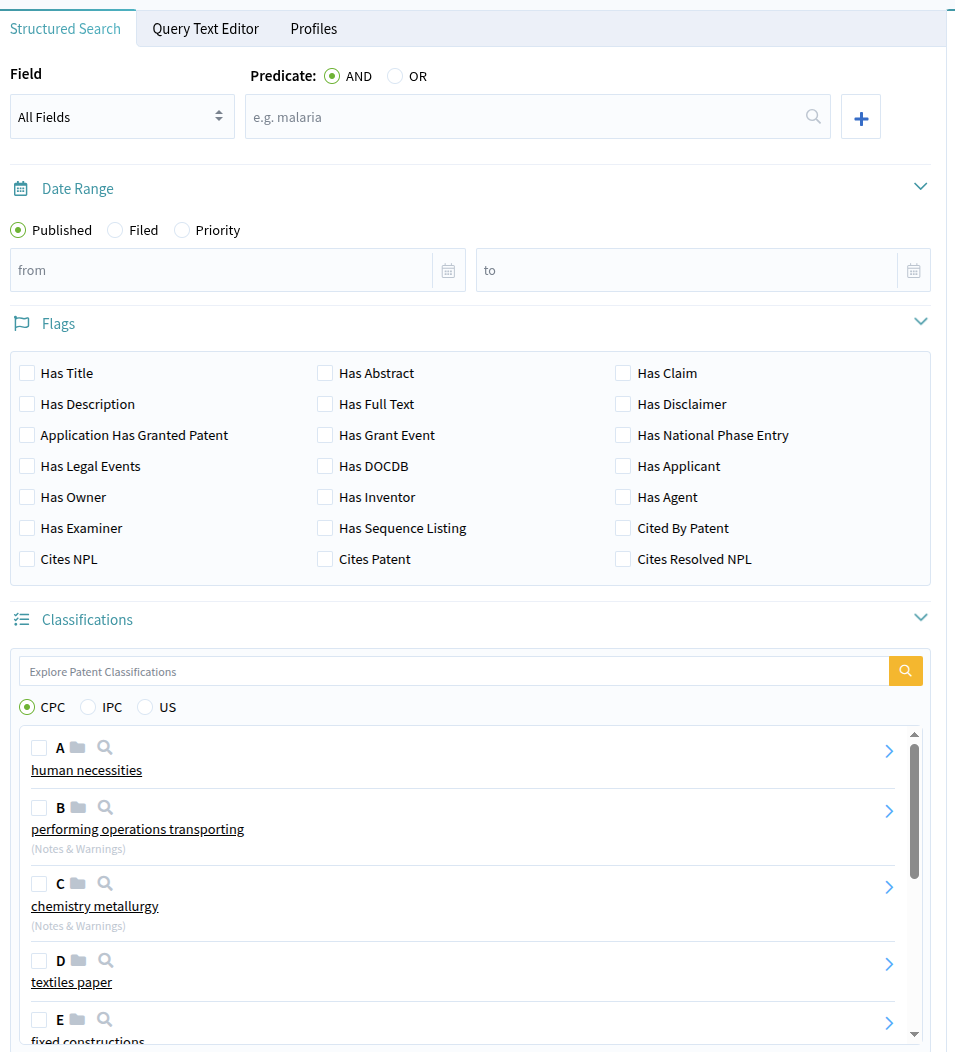 Structured Search Query Text Editor Profiles
Field Predicate: AND OR
All Fields e.g. malaria
Date Range
Published Filed Priority
from to
Flags
Has Title Has Abstract Has Claim
Has Description Has Full Text Has Disclaimer
Application Has Granted Patent Has Grant Event Has National Phase Entry
Has Legal Events Has DOCDB Has Applicant
Has Owner Has Inventor Has Agent
Has Examiner Has Sequence Listing Cited By Patent
Cites NPL Cites Patent Cites Resolved NPL
Classifications
Explore Patent Classifications
CPC IPC US
A
human necessities
B
performing operations transporting
(Notes & Warnings)
C
chemistry metallurgy
(Notes & Warnings)
D
textiles paper
E
fixed constructions